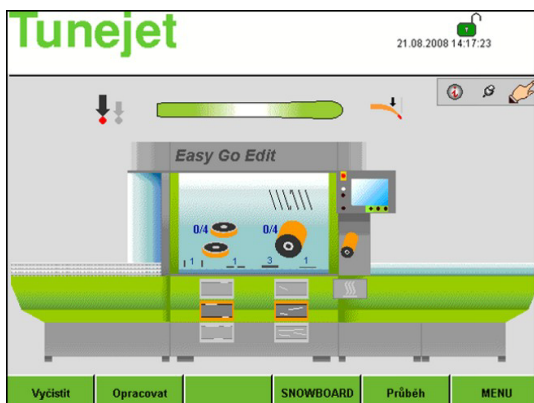 Tunejet
21.08.2008 14:17:23
Easy Go Edit
0/4 0/4
1 1 3 1
Vyčistit Opracovat SNOWBOARD Průběh MENU